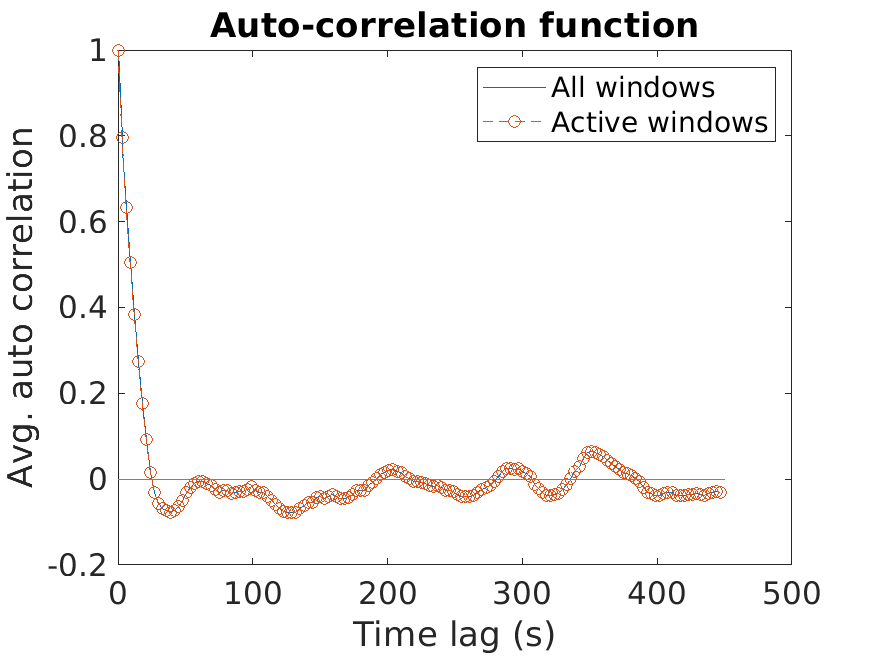 Auto-correlation function
All windows
Active windows
Avg. auto correlation
1
0.8
0.6
0.4
0.2
0
-0.2
0 100 200 300 400 500
Time lag (s)